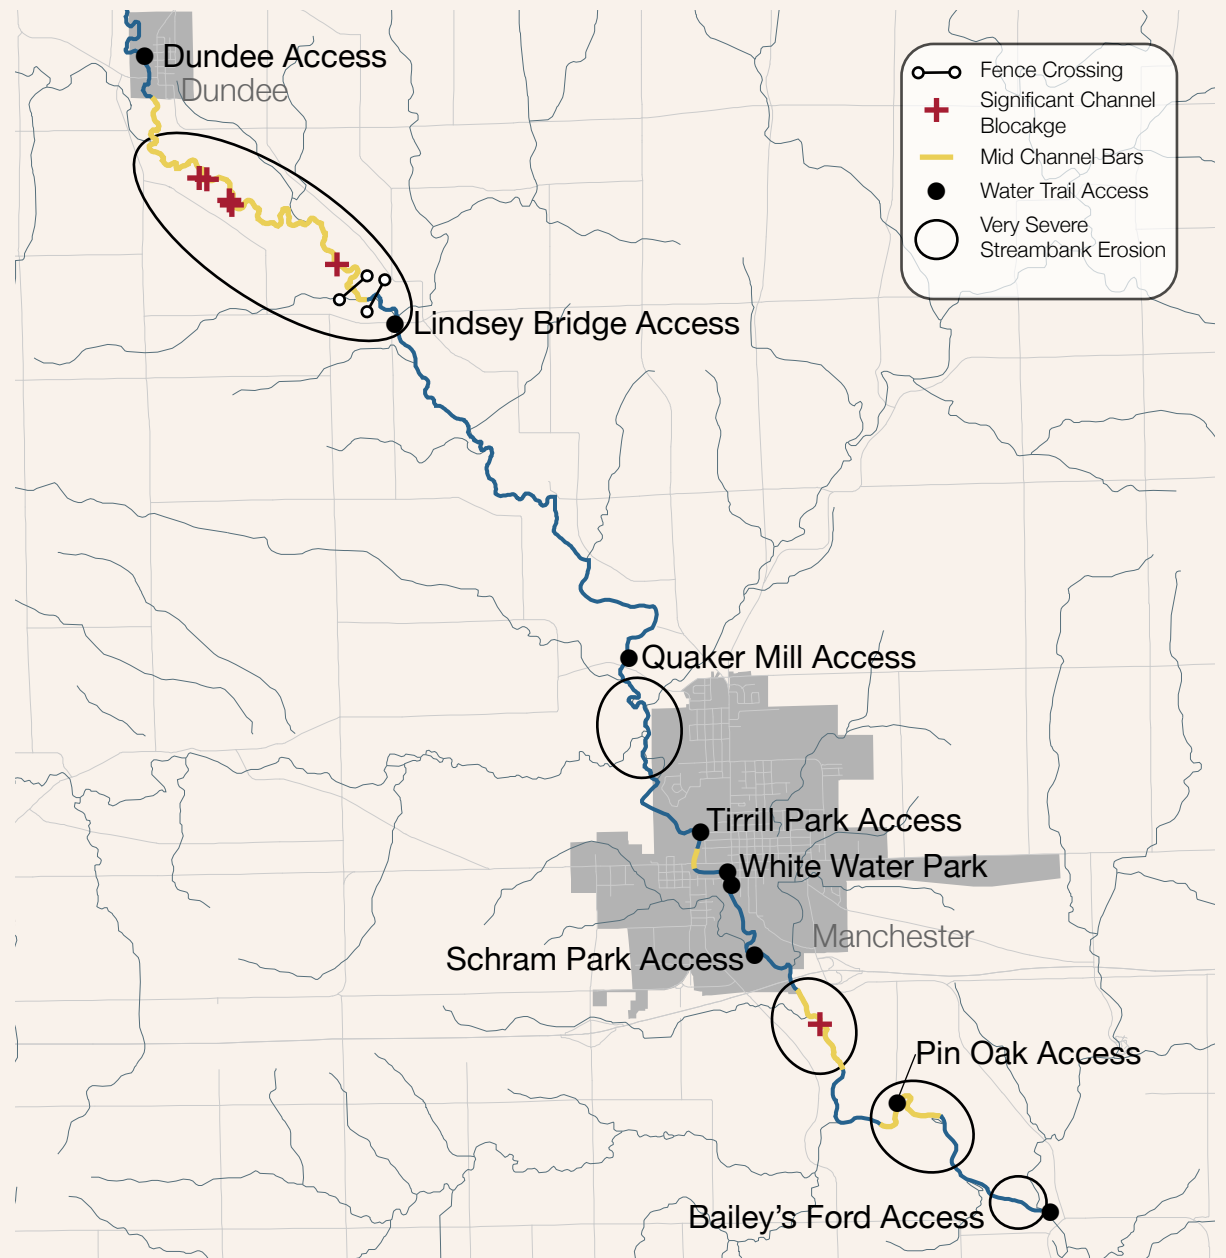 Dundee Access
Dundee
Fence Crossing
Significant Channel
Blocakge
Mid Channel Bars
Water Trail Access
Very Severe
Streambank Erosion
Lindsey Bridge Access
Quaker Mill Access
Tirrill Park Access
White Water Park
Manchester
Schram Park Access
Pin Oak Access
Bailey's Ford Access